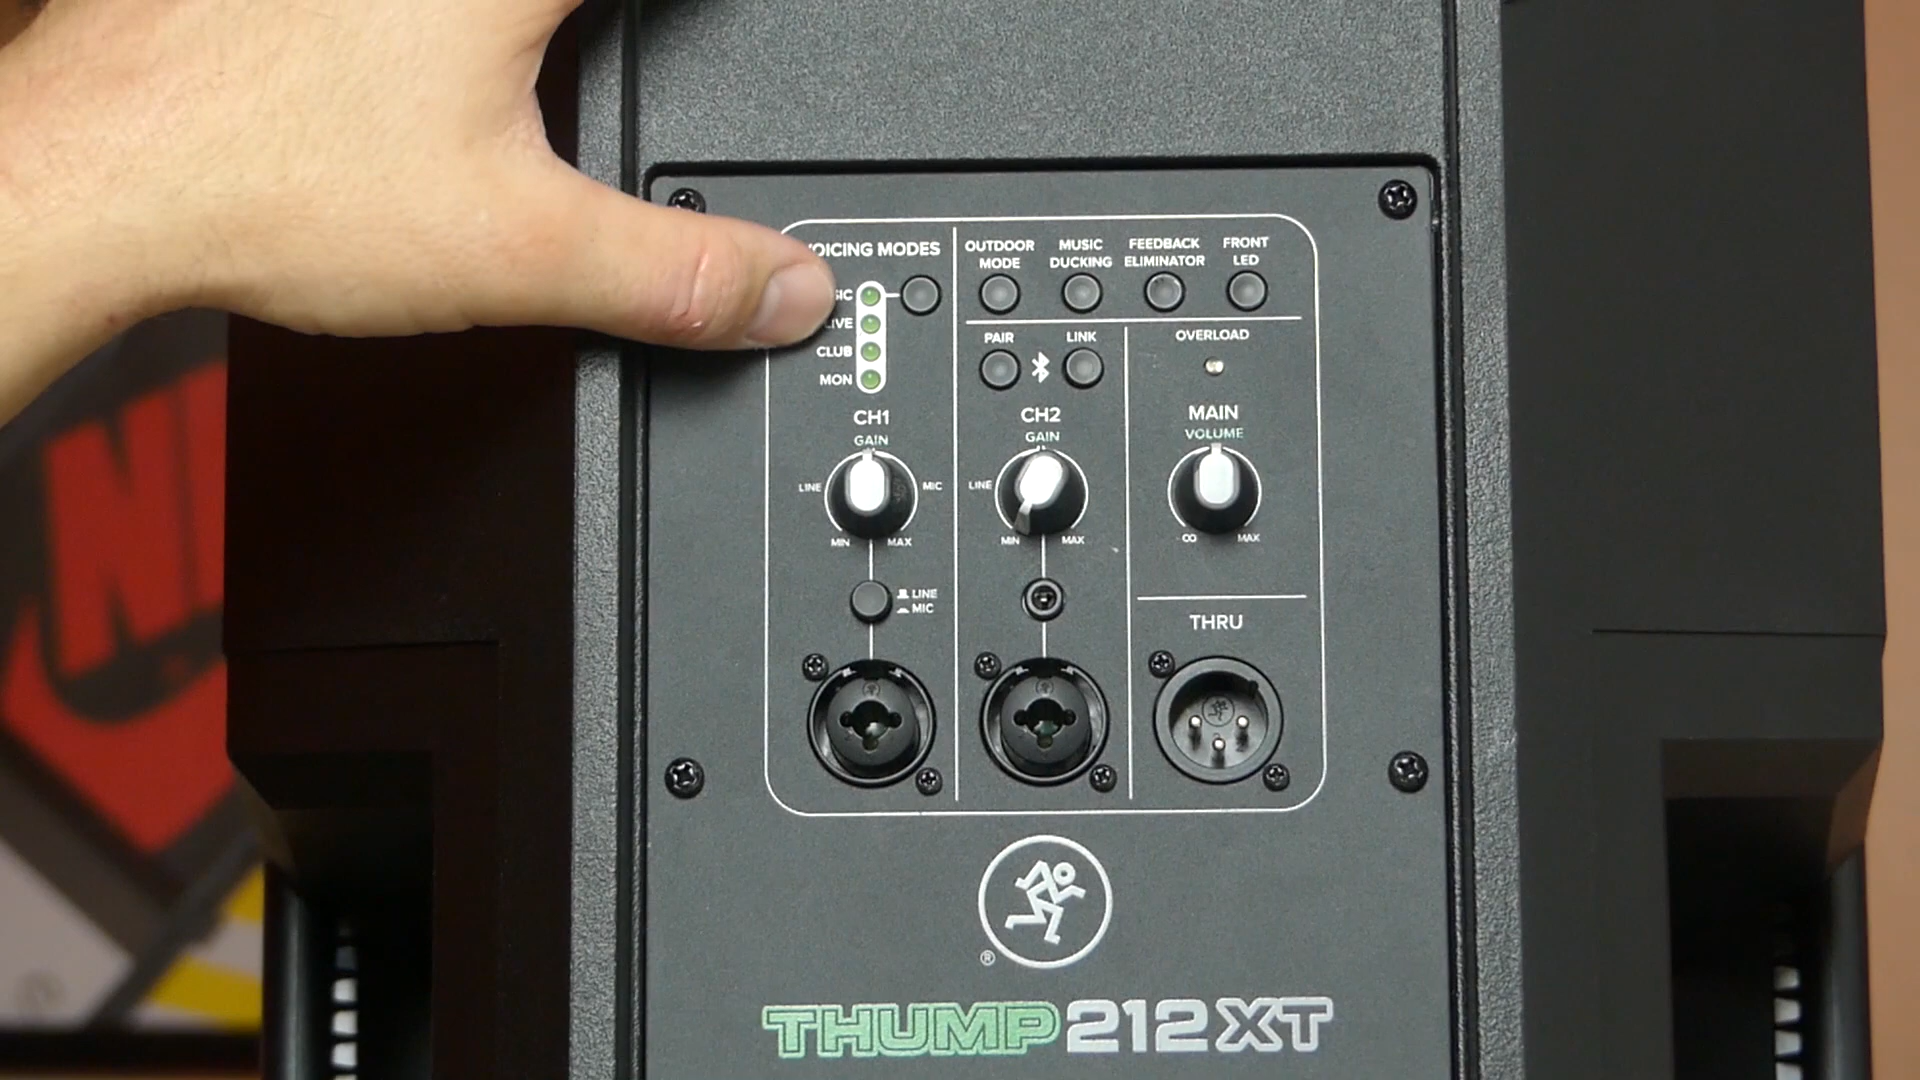 OICING MODES
SIC
LIVE
CLUB
MON
OUTDOOR MODE
MUSIC DUCKING
FEEDBACK ELIMINATOR
FRONT LED
PAIR
LINK
OVERLOAD
CH1
GAIN
LINE
MIC
MIN
MAX
LINE
MIC
CH2
GAIN
LINE
MIN
MAX
MAIN
VOLUME
∞
MAX
THRU
®
THUMP212XT